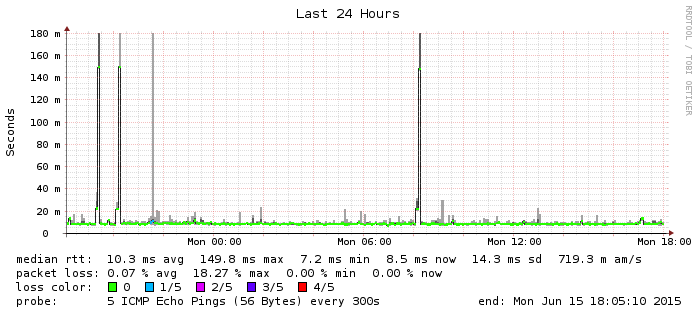 Last 24 Hours
RRDTOOL / TOBI OETIKER
Seconds
180 m
160 m
140 m
120 m
100 m
80 m
60 m
40 m
20 m
0
Mon 00:00 Mon 06:00 Mon 12:00 Mon 18:00
median rtt: 10.3 ms avg 149.8 ms max 7.2 ms min 8.5 ms now 14.3 ms sd 719.3 m am/s
packet loss: 0.07 % avg 18.27 % max 0.00 % min 0.00 % now
loss color: 0 1/5 2/5 3/5 4/5
probe: 5 ICMP Echo Pings (56 Bytes) every 300s end: Mon Jun 15 18:05:10 2015